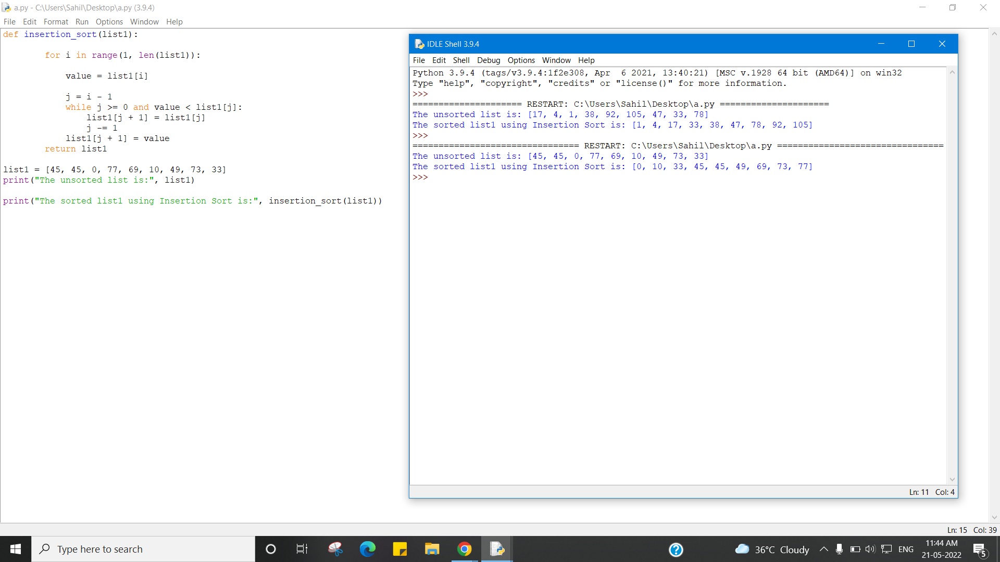 a.py - C:\Users\Sahil\Desktop\a.py (3.9.4)
File Edit Format Run Options Window Help
def insertion_sort(list1):
        for i in range(1, len(list1)):
            value = list1[i]
            j = i - 1
            while j >= 0 and value < list1[j]:
                list1[j + 1] = list1[j]
                j -= 1
            list1[j + 1] = value
        return list1
list1 = [45, 45, 0, 77, 69, 10, 49, 73, 33]
print("The unsorted list is:", list1)
print("The sorted list1 using Insertion Sort is:", insertion_sort(list1))
IDLE Shell 3.9.4
File Edit Shell Debug Options Window Help
Python 3.9.4 (tags/v3.9.4:1f2e308, Apr  6 2021, 13:40:21) [MSC v.1928 64 bit (AMD64)] on win32
Type "help", "copyright", "credits" or "license()" for more information.
>>>
===================== RESTART: C:\Users\Sahil\Desktop\a.py =====================
The unsorted list is: [17, 4, 1, 38, 92, 105, 47, 33, 78]
The sorted list1 using Insertion Sort is: [1, 4, 17, 33, 38, 47, 78, 92, 105]
>>>
================================ RESTART: C:\Users\Sahil\Desktop\a.py ================================
The unsorted list is: [45, 45, 0, 77, 69, 10, 49, 73, 33]
The sorted list1 using Insertion Sort is: [0, 10, 33, 45, 45, 49, 69, 73, 77]
>>>
Ln: 11 Col: 4
Ln: 15 Col: 39
Type here to search
36°C Cloudy
ENG
11:44 AM
21-05-2022
5